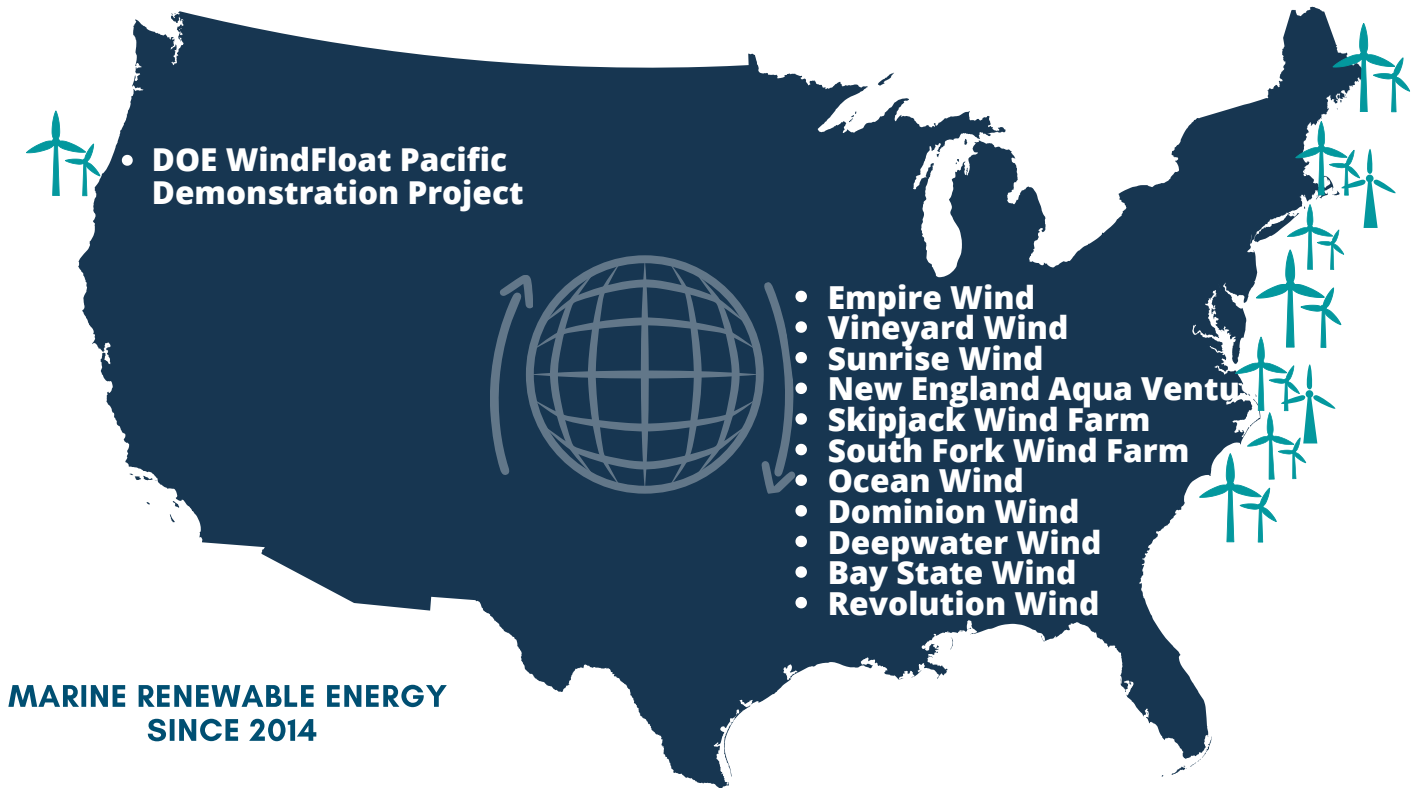 • DOE WindFloat Pacific
Demonstration Project
• Empire Wind
• Vineyard Wind
• Sunrise Wind
• New England Aqua Ventu
• Skipjack Wind Farm
• South Fork Wind Farm
• Ocean Wind
• Dominion Wind
• Deepwater Wind
• Bay State Wind
• Revolution Wind
MARINE RENEWABLE ENERGY
SINCE 2014